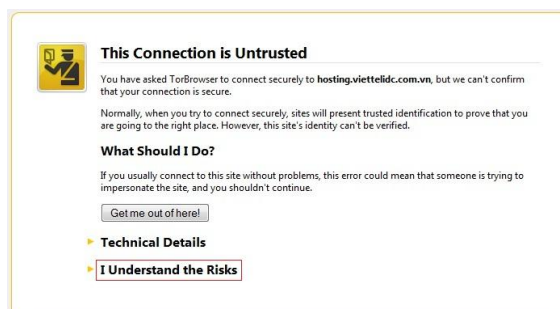 This Connection is Untrusted
You have asked TorBrowser to connect securely to hosting.viettelidc.com.vn, but we can't confirm
that your connection is secure.
Normally, when you try to connect securely, sites will present trusted identification to prove that you
are going to the right place. However, this site's identity can't be verified.
What Should I Do?
If you usually connect to this site without problems, this error could mean that someone is trying to
impersonate the site, and you shouldn't continue.
Get me out of here!
Technical Details
I Understand the Risks